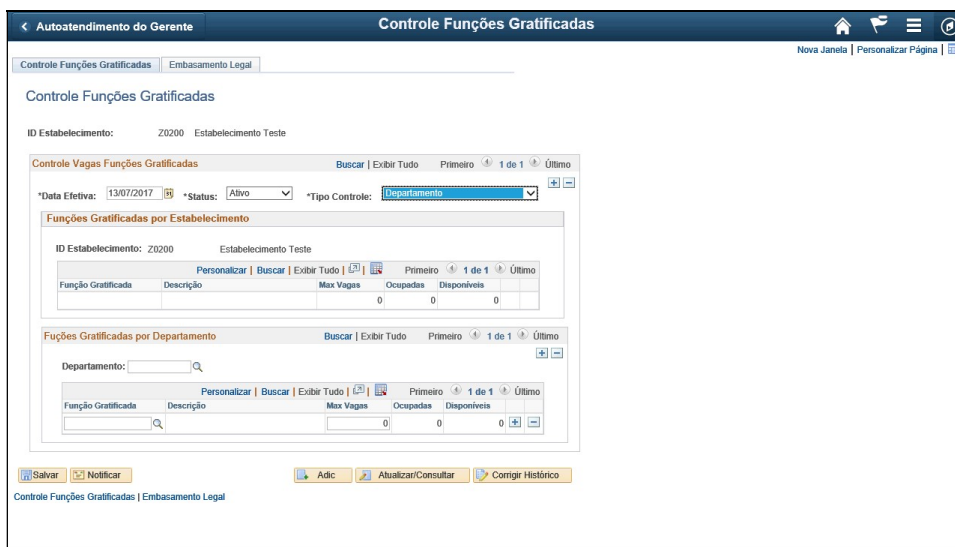 Autoatendimento do Gerente Controle Funções Gratificadas
Nova Janela | Personalizar Página |
Controle Funções Gratificadas Embasamento Legal
Controle Funções Gratificadas
ID Estabelecimento: Z0200 Estabelecimento Teste
Controle Vagas Funções Gratificadas Buscar | Exibir Tudo Primeiro 1 de 1 Último
*Data Efetiva: 13/07/2017 *Status: Ativo *Tipo Controle: Departamento
Funções Gratificadas por Estabelecimento
ID Estabelecimento: Z0200 Estabelecimento Teste
Personalizar | Buscar | Exibir Tudo | | Primeiro 1 de 1 Último
Função Gratificada Descrição Max Vagas Ocupadas Disponíveis
0 0 0
Fuções Gratificadas por Departamento Buscar | Exibir Tudo Primeiro 1 de 1 Último
Departamento:
Personalizar | Buscar | Exibir Tudo | | Primeiro 1 de 1 Último
Função Gratificada Descrição Max Vagas Ocupadas Disponíveis
0 0 0
Salvar Notificar Adic Atualizar/Consultar Corrigir Histórico
Controle Funções Gratificadas | Embasamento Legal